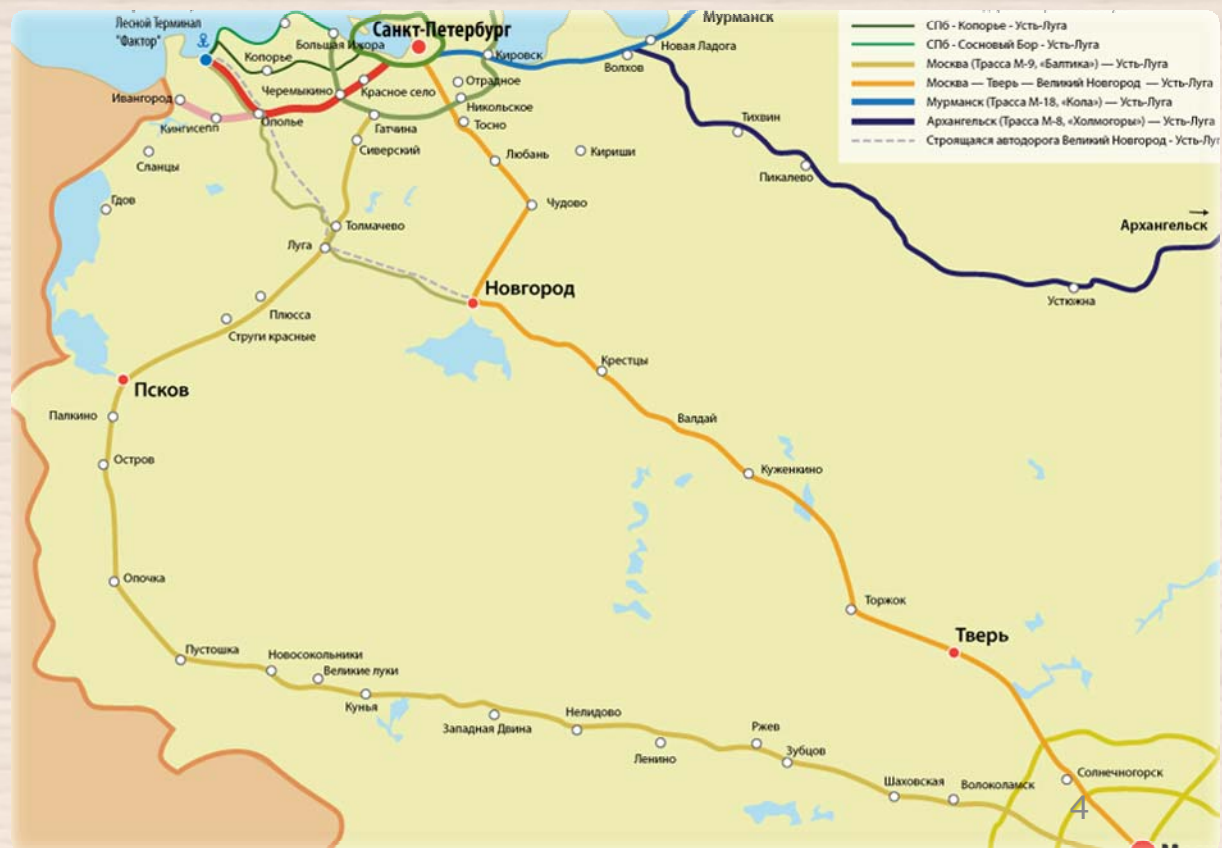 Лесной Терминал
"Фактор"
Санкт-Петербург
Мурманск
Большая Ижора
Копорье
Кировск
Новая Ладога
Волхов
Отрадное
Черемыкино
Красное село
Никольское
Ивангород
Кингисепп
Ополье
Гатчина
Тосно
Сиверский
Любань
Кириши
Тихвин
Пикалево
Сланцы
Гдов
Чудово
Толмачево
Луга
Архангельск
Устюжна
Новгород
Плюсса
Струги красные
Крестцы
Псков
Палкино
Валдай
Остров
Куженкино
Опочка
Торжок
Тверь
Пустошка
Новосокольники
Великие луки
Кунья
Западная Двина
Нелидово
Ленино
Ржев
Зубцов
Шаховская
Волоколамск
Солнечногорск
4
СПб - Копорье - Усть-Луга
СПб - Сосновый Бор - Усть-Луга
Москва (Трасса М-9, «Балтика») — Усть-Луга
Москва — Тверь — Великий Новгород — Усть-Луга
Мурманск (Трасса М-18, «Кола») — Усть-Луга
Архангельск (Трасса М-8, «Холмогоры») — Усть-Луга
Строящаяся автодорога Великий Новгород - Усть-Луг